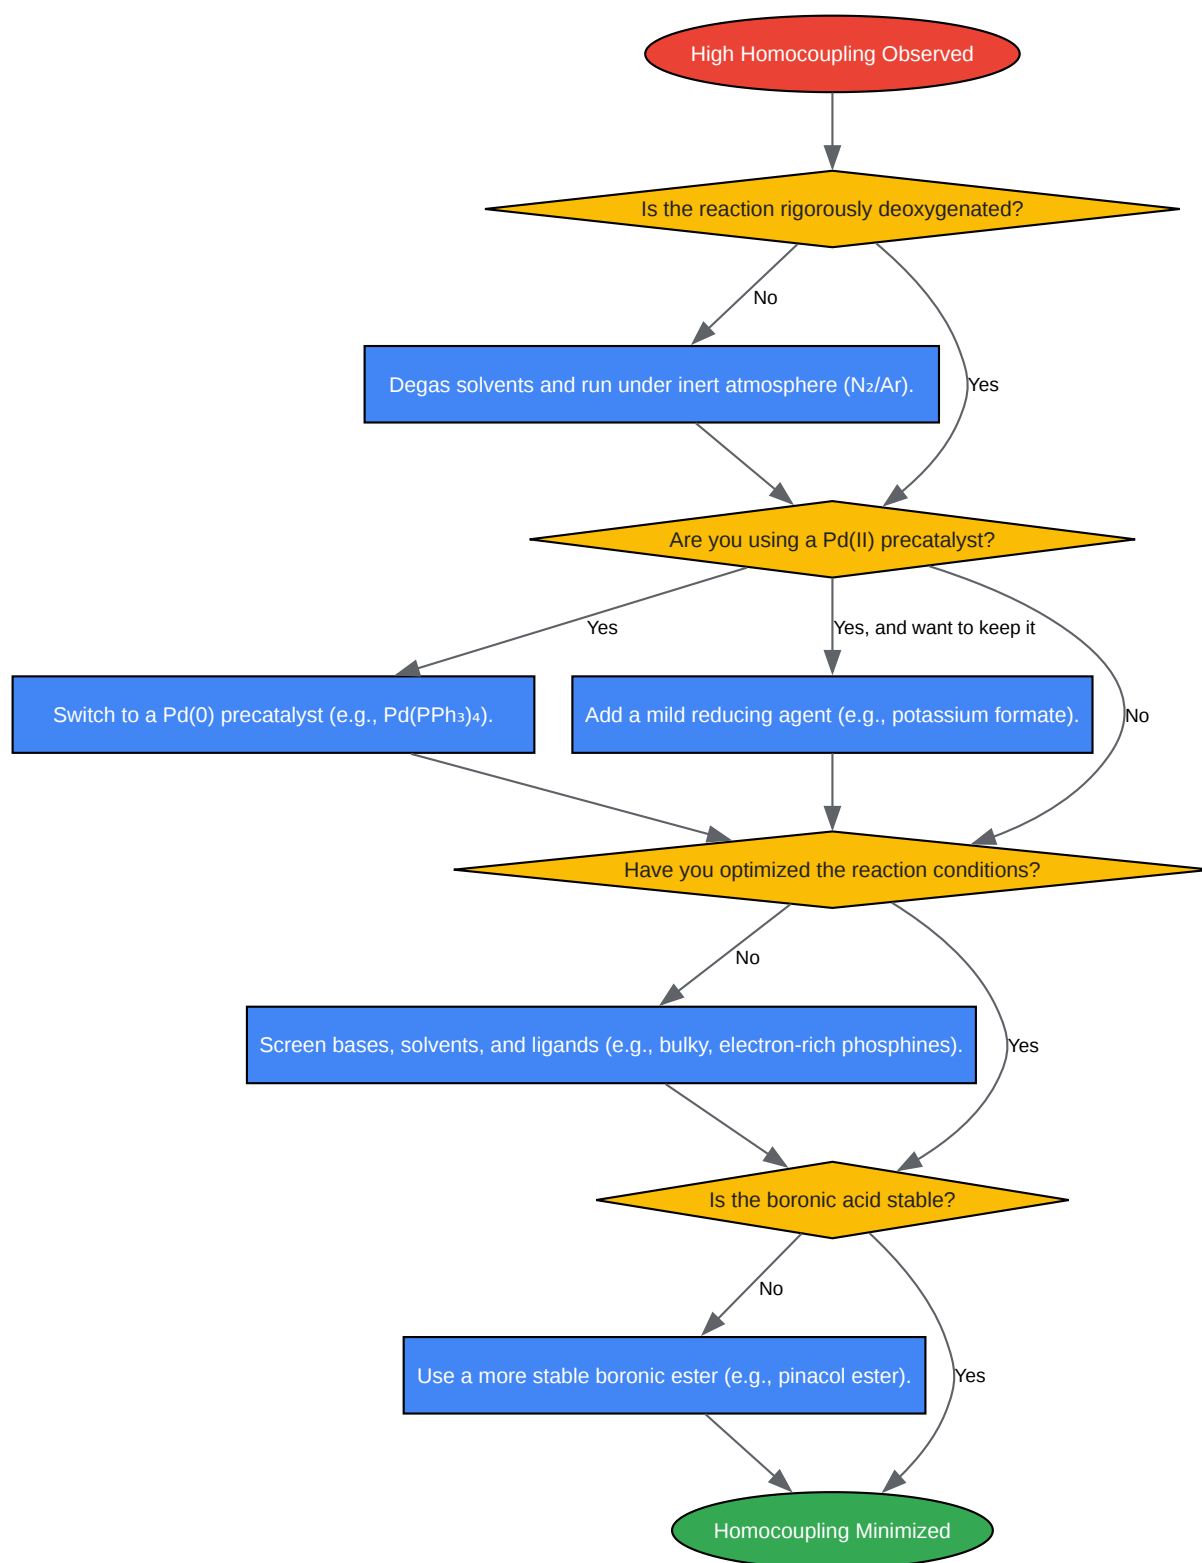 High Homocoupling Observed
Is the reaction rigorously deoxygenated?
No
Degas solvents and run under inert atmosphere (N₂/Ar).
Yes
Are you using a Pd(II) precatalyst?
Yes
Yes, and want to keep it
Switch to a Pd(0) precatalyst (e.g., Pd(PPh₃)₄).
Add a mild reducing agent (e.g., potassium formate).
No
Have you optimized the reaction conditions?
No
Screen bases, solvents, and ligands (e.g., bulky, electron-rich phosphines).
Yes
Is the boronic acid stable?
No
Use a more stable boronic ester (e.g., pinacol ester).
Yes
Homocoupling Minimized